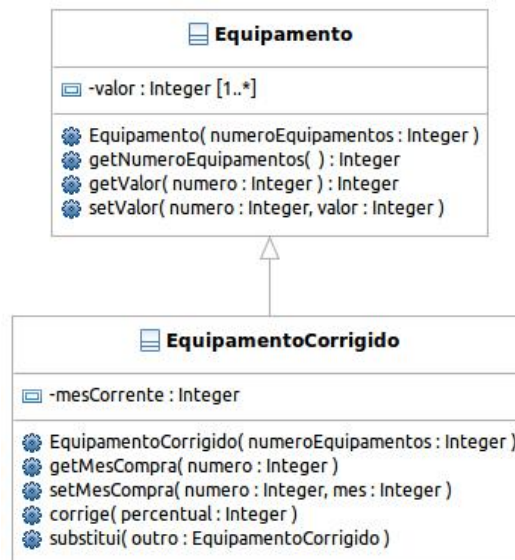 Equipamento
-valor : Integer [1..*]
Equipamento( numeroEquipamentos : Integer )
getNumeroEquipamentos( ) : Integer
getValor( numero : Integer ) : Integer
setValor( numero : Integer, valor : Integer )
EquipamentoCorrigido
-mesCorrente : Integer
EquipamentoCorrigido( numeroEquipamentos : Integer )
getMesCompra( numero : Integer )
setMesCompra( numero : Integer, mes : Integer )
corrige( percentual : Integer )
substitui( outro : EquipamentoCorrigido )